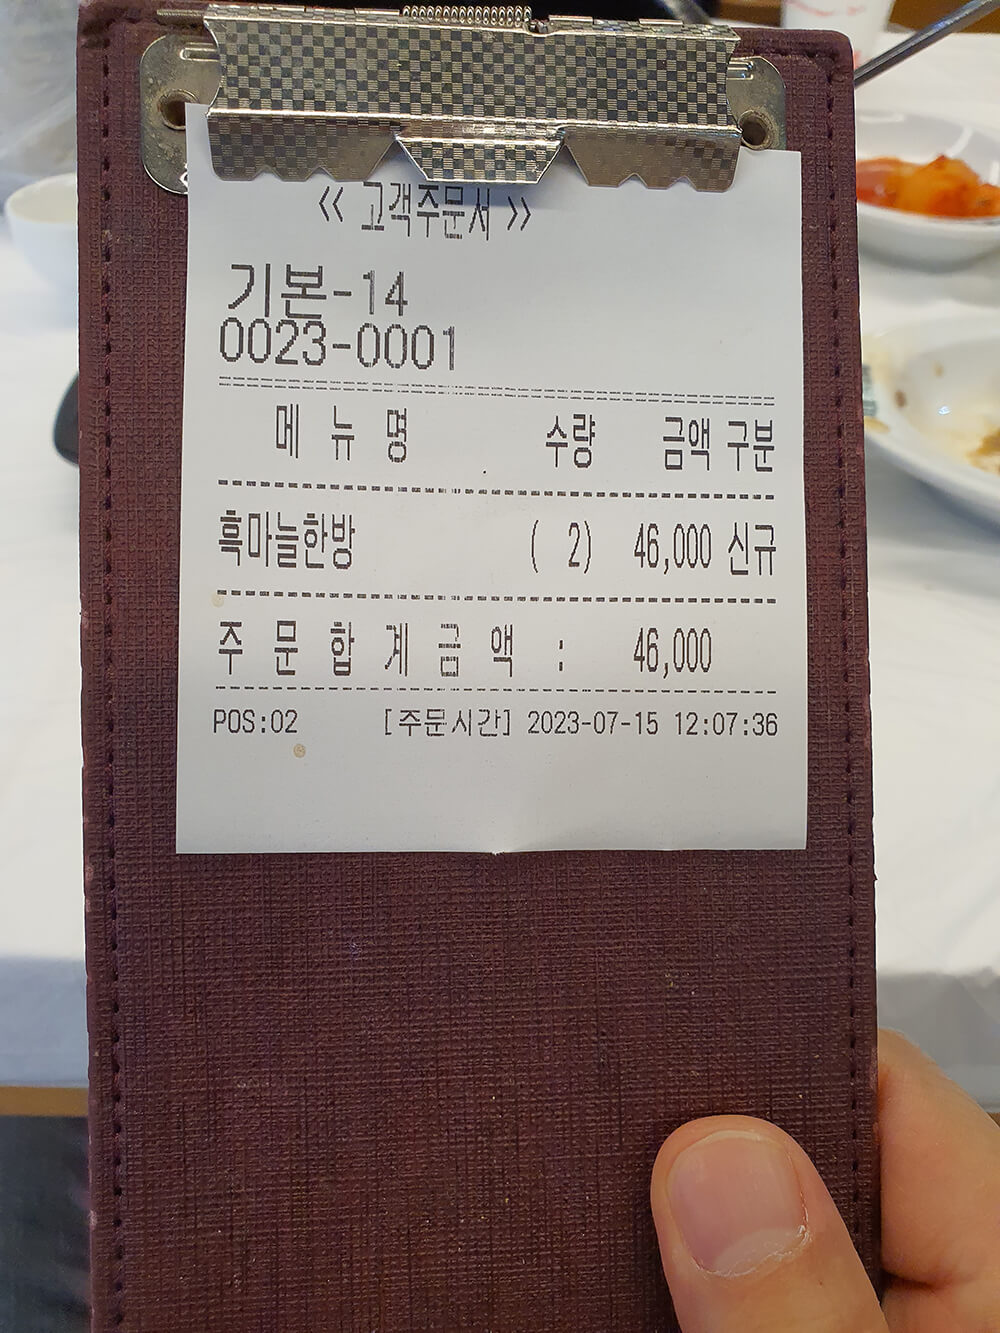 << 고객주문서 >>
기본-14
0023-0001
메 뉴 명 수량 금액 구분
흑마늘한방 ( 2) 46,000 신규
주 문 합 계 금 액 : 46,000
POS:02 [주문시간] 2023-07-15 12:07:36